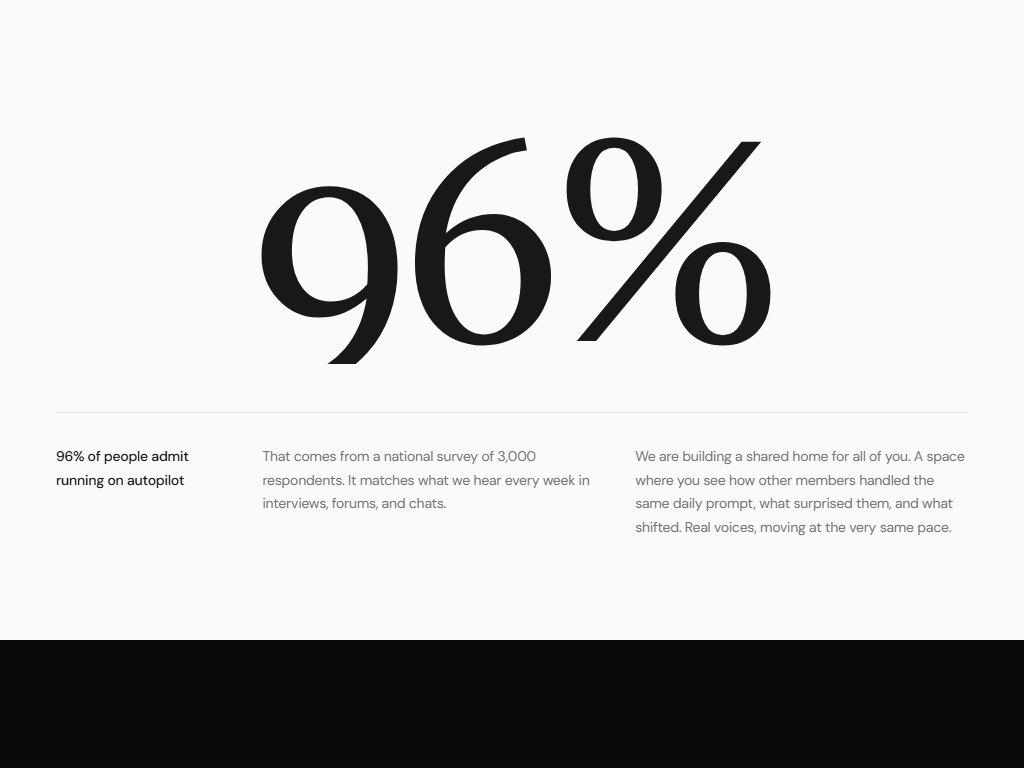 96%
96% of people admit
running on autopilot
That comes from a national survey of 3,000
respondents. It matches what we hear every week in
interviews, forums, and chats.
We are building a shared home for all of you. A space
where you see how other members handled the
same daily prompt, what surprised them, and what
shifted. Real voices, moving at the very same pace.